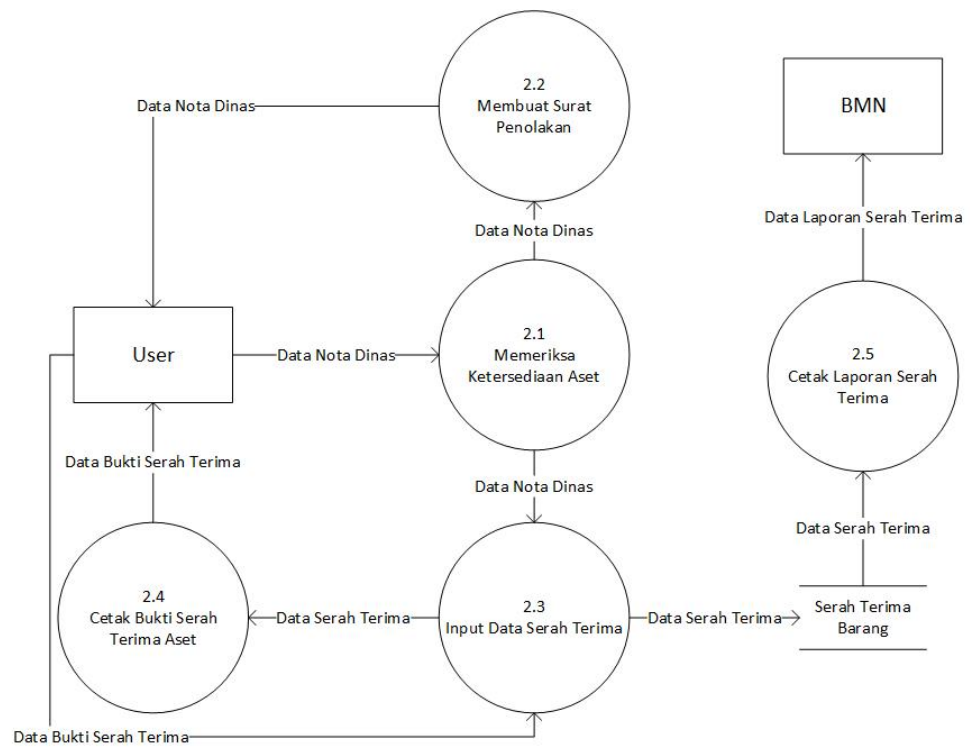 2.2
Membuat Surat
Penolakan
BMN
Data Nota Dinas
Data Laporan Serah Terima
Data Nota Dinas
User
Data Nota Dinas
2.1
Memeriksa
Ketersediaan Aset
2.5
Cetak Laporan Serah
Terima
Data Bukti Serah Terima
Data Nota Dinas
Data Serah Terima
2.4
Cetak Bukti Serah
Terima Aset
Data Serah Terima
2.3
Input Data Serah Terima
Data Serah Terima
Serah Terima
Barang
Data Bukti Serah Terima